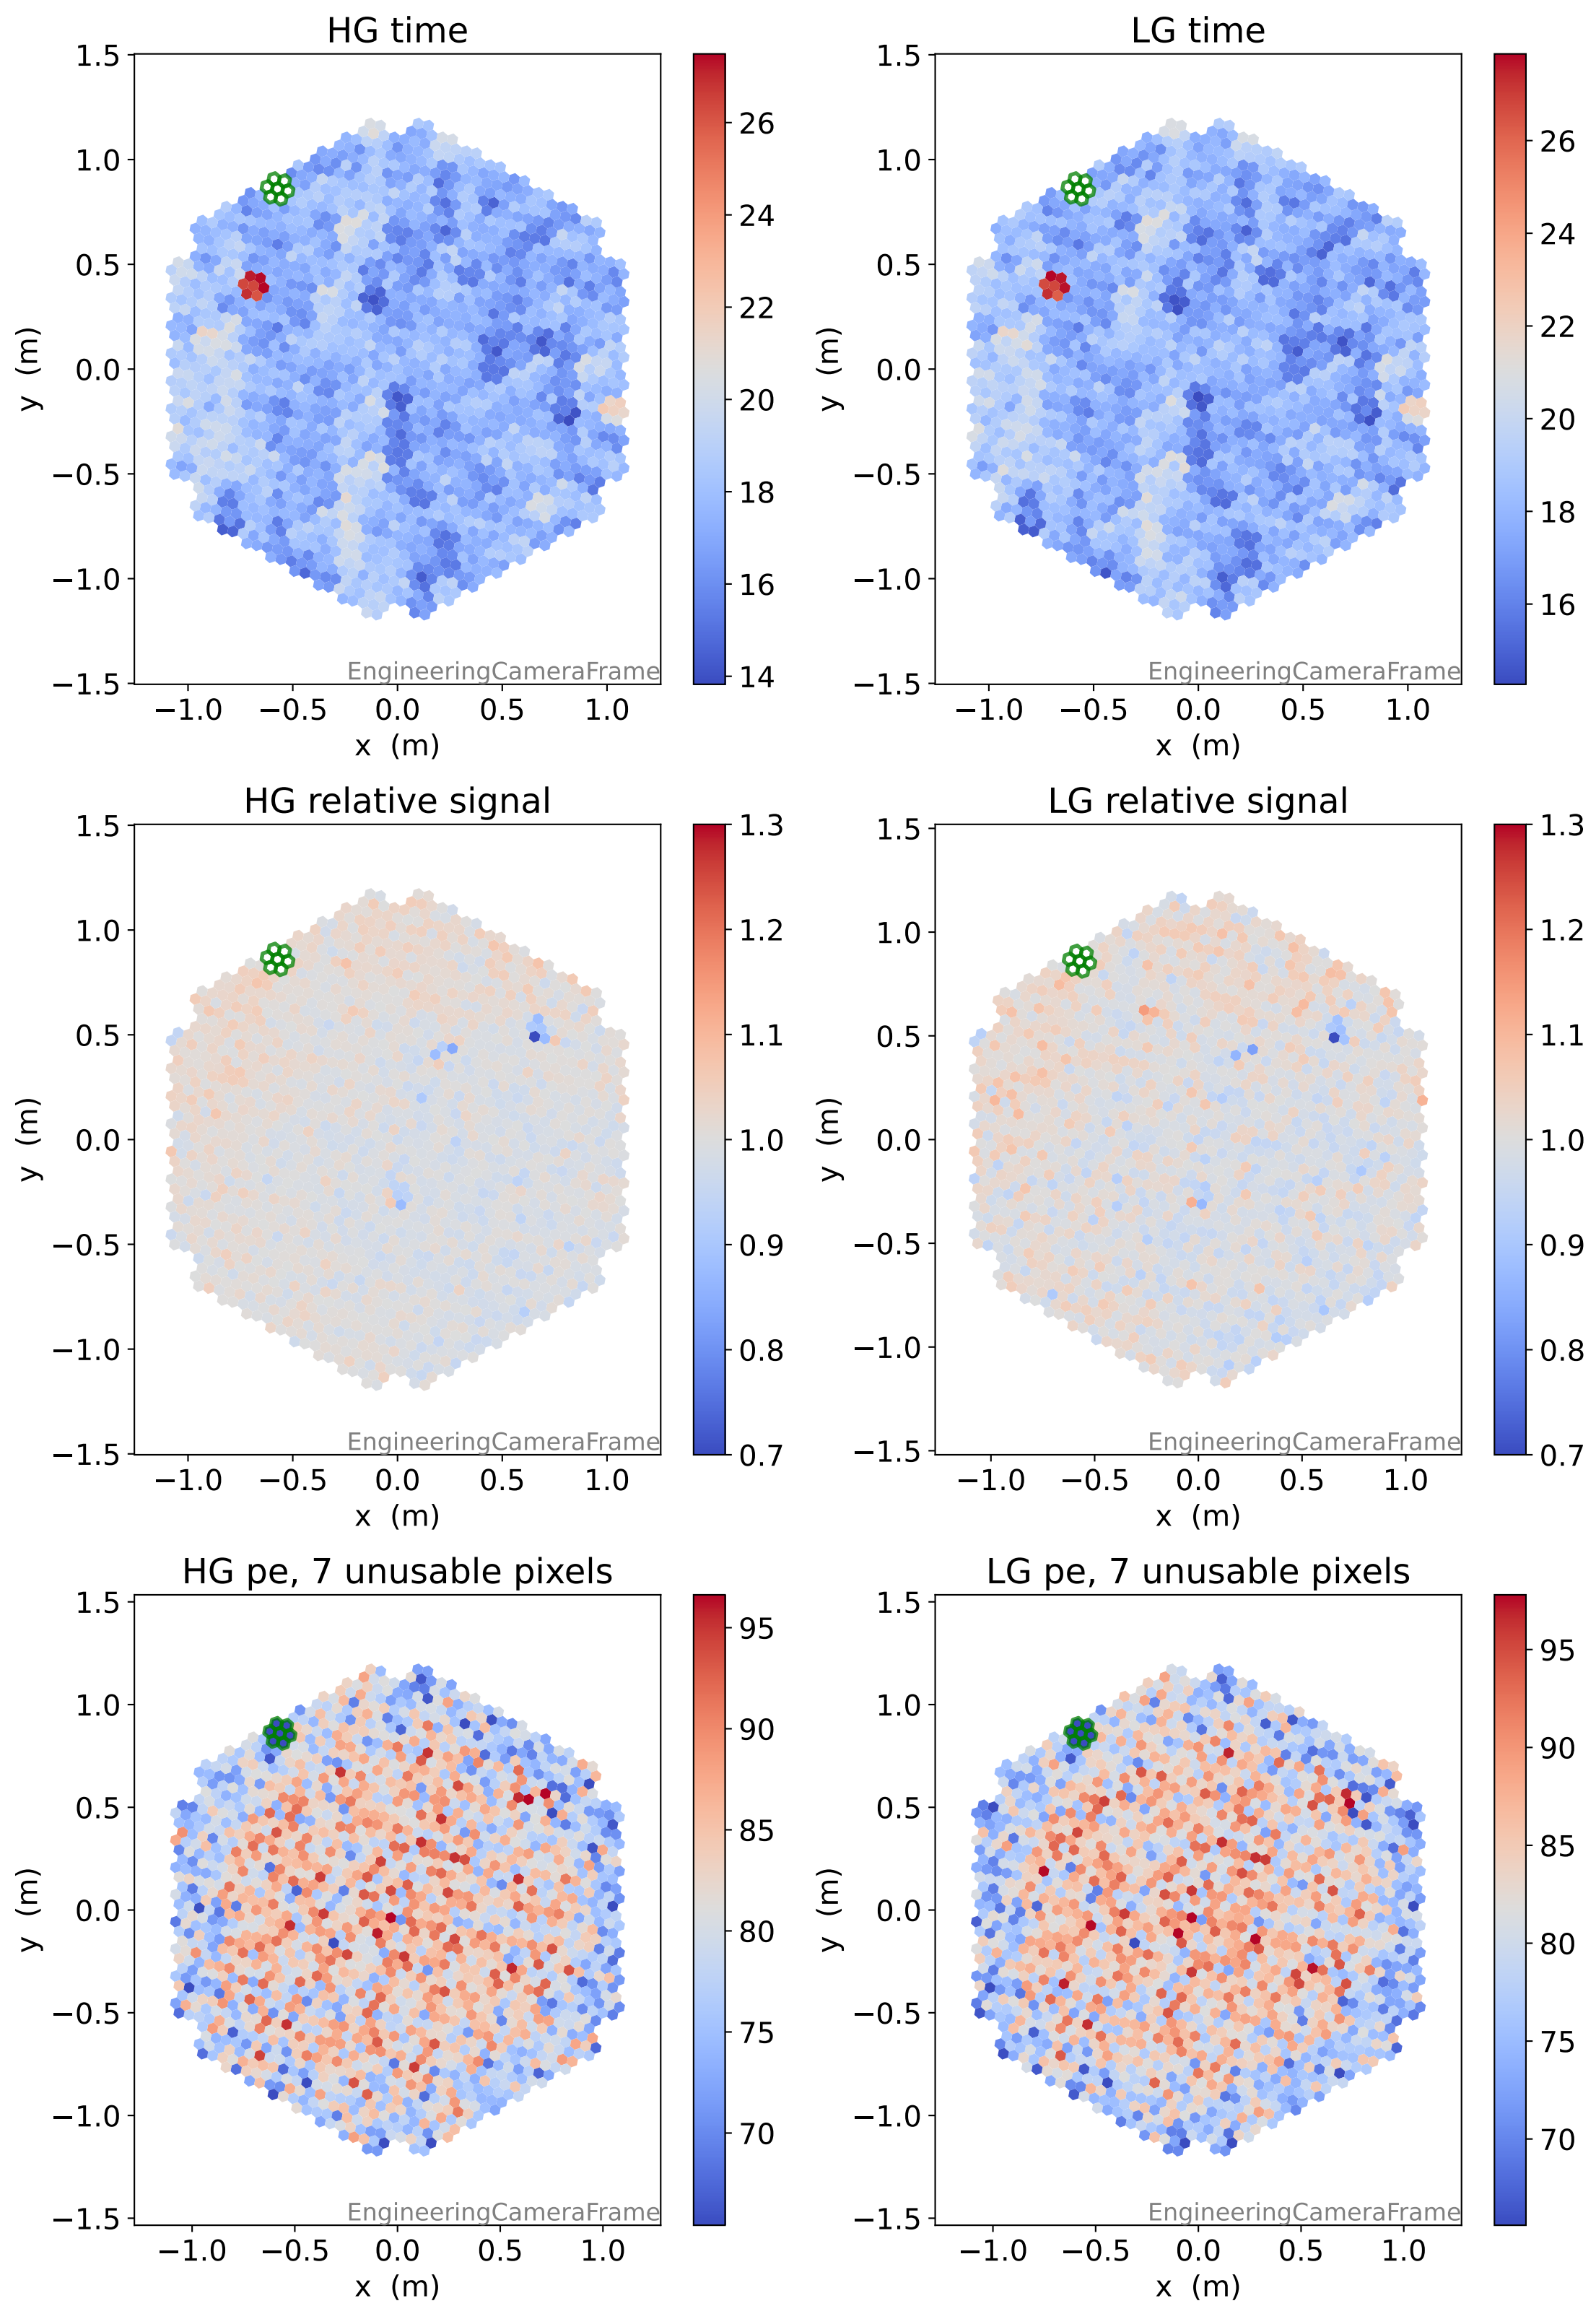 HG time
LG time
1.5
1.0
0.5
0.0
−0.5
−1.0
−1.5
y (m)
−1.0 −0.5 0.0 0.5 1.0
x (m)
EngineeringCameraFrame
26
24
22
20
18
16
14
1.5
1.0
0.5
0.0
−0.5
−1.0
−1.5
y (m)
−1.0 −0.5 0.0 0.5 1.0
x (m)
EngineeringCameraFrame
26
24
22
20
18
16
HG relative signal
LG relative signal
1.5
1.0
0.5
0.0
−0.5
−1.0
−1.5
y (m)
−1.0 −0.5 0.0 0.5 1.0
x (m)
EngineeringCameraFrame
1.3
1.2
1.1
1.0
0.9
0.8
0.7
1.5
1.0
0.5
0.0
−0.5
−1.0
−1.5
y (m)
−1.0 −0.5 0.0 0.5 1.0
x (m)
EngineeringCameraFrame
1.3
1.2
1.1
1.0
0.9
0.8
0.7
HG pe, 7 unusable pixels
LG pe, 7 unusable pixels
1.5
1.0
0.5
0.0
−0.5
−1.0
−1.5
y (m)
−1.0 −0.5 0.0 0.5 1.0
x (m)
EngineeringCameraFrame
95
90
85
80
75
70
1.5
1.0
0.5
0.0
−0.5
−1.0
−1.5
y (m)
−1.0 −0.5 0.0 0.5 1.0
x (m)
EngineeringCameraFrame
95
90
85
80
75
70